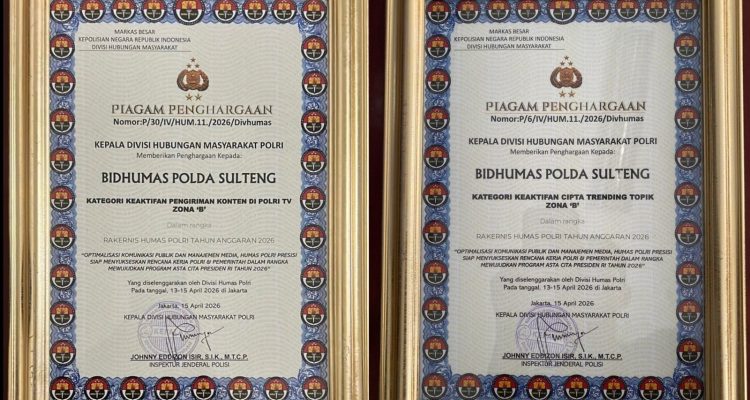 MARKAS BESAR
KEPOLISIAN NEGARA REPUBLIK INDONESIA
DIVISI HUBUNGAN MASYARAKAT
PIAGAM PENGHARGAAN
Nomor:P/30/IV/HUM.11./2026/Divhumas
KEPALA DIVISI HUBUNGAN MASYARAKAT POLRI
Memberikan Penghargaan Kepada:
BIDHUMAS POLDA SULTENG
KATEGORI KEAKTIFAN PENGIRIMAN KONTEN DI POLRI TV
ZONA 'B'
Dalam rangka
RAKERNIS HUMAS POLRI TAHUN ANGGARAN 2026
"OPTIMALISASI KOMUNIKASI PUBLIK DAN MANAJEMEN MEDIA, HUMAS POLRI PRESISI
SIAP MENYUKSESKAN RENCANA KERJA POLRI & PEMERINTAH DALAM RANGKA
MEWUJUDKAN PROGRAM ASTA CITA PRESIDEN RI TAHUN 2026"
Yang diselenggarakan oleh Divisi Humas Polri
Pada tanggal, 13-15 April 2026 di Jakarta
Jakarta, 15 April 2026
KEPALA DIVISI HUBUNGAN MASYARAKAT POLRI
JOHNNY EDDIZON ISIR, S.I.K., M.T.C.P.
INSPEKTUR JENDERAL POLISI
MARKAS BESAR
KEPOLISIAN NEGARA REPUBLIK INDONESIA
DIVISI HUBUNGAN MASYARAKAT
PIAGAM PENGHARGAAN
Nomor:P/6/IV/HUM.11./2026/Divhumas
KEPALA DIVISI HUBUNGAN MASYARAKAT POLRI
Memberikan Penghargaan Kepada:
BIDHUMAS POLDA SULTENG
KATEGORI KEAKTIFAN CIPTA TRENDING TOPIK
ZONA 'B'
Dalam rangka
RAKERNIS HUMAS POLRI TAHUN ANGGARAN 2026
"OPTIMALISASI KOMUNIKASI PUBLIK DAN MANAJEMEN MEDIA, HUMAS POLRI PRESISI
SIAP MENYUKSESKAN RENCANA KERJA POLRI & PEMERINTAH DALAM RANGKA
MEWUJUDKAN PROGRAM ASTA CITA PRESIDEN RI TAHUN 2026"
Yang diselenggarakan oleh Divisi Humas Polri
Pada tanggal, 13-15 April 2026 di Jakarta
Jakarta, 15 April 2026
KEPALA DIVISI HUBUNGAN MASYARAKAT POLRI
JOHNNY EDDIZON ISIR, S.I.K., M.T.C.P.
INSPEKTUR JENDERAL POLISI